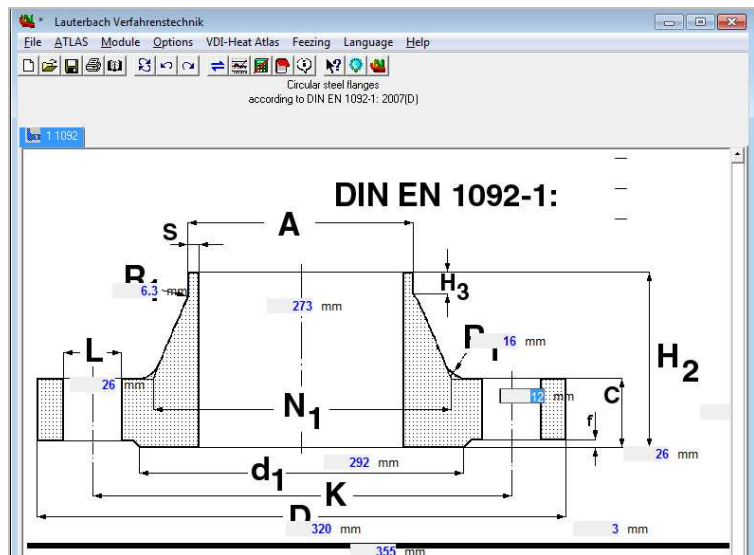 * Lauterbach Verfahrenstechnik
File ATLAS Module Options VDI-Heat Atlas Feezing Language Help
Circular steel flanges
according to DIN EN 1092-1: 2007(D)
1 1092
DIN EN 1092-1:
A
S
H3
6.3 mm
273 mm
16 mm
L
H2
26 mm
N1
12 mm
C
f
292 mm
26 mm
d1
K
D
320 mm
3 mm
355 mm